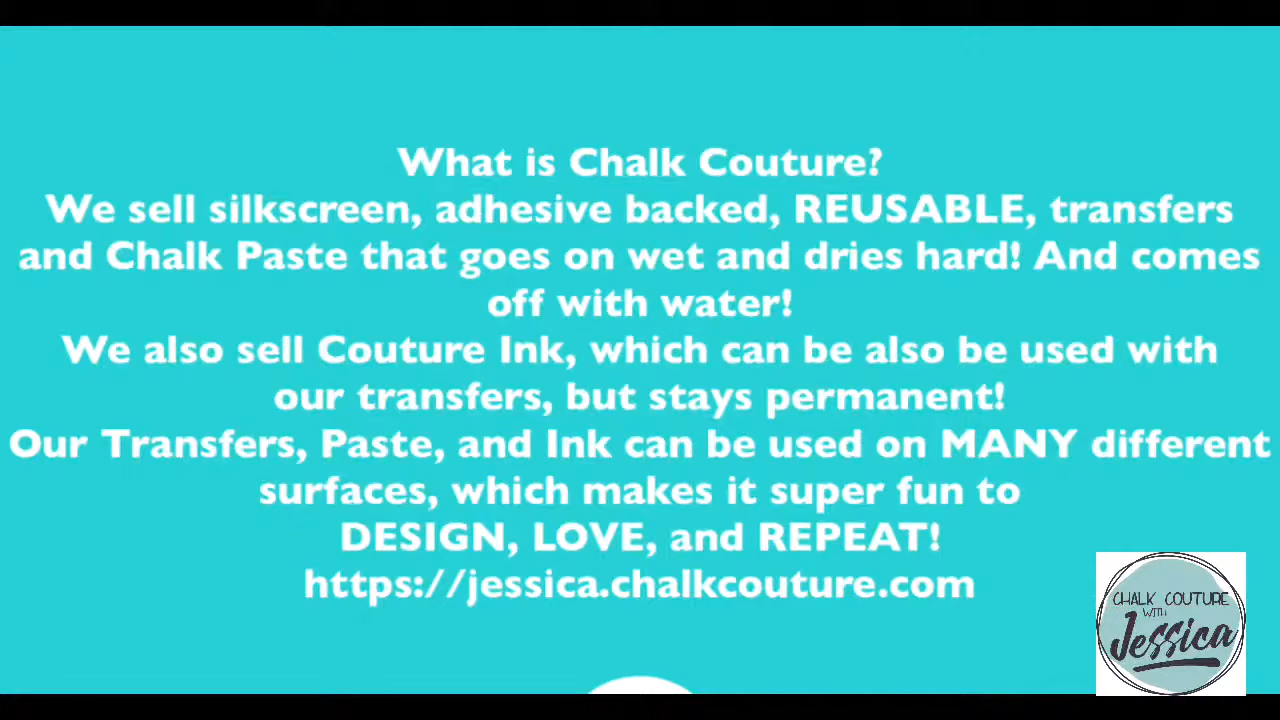 What is Chalk Couture?
We sell silkscreen, adhesive backed, REUSABLE, transfers
and Chalk Paste that goes on wet and dries hard! And comes
off with water!
We also sell Couture Ink, which can be also be used with
our transfers, but stays permanent!
Our Transfers, Paste, and Ink can be used on MANY different
surfaces, which makes it super fun to
DESIGN, LOVE, and REPEAT!
https://jessica.chalkcouture.com
CHALK COUTURE
WITH
Jessica